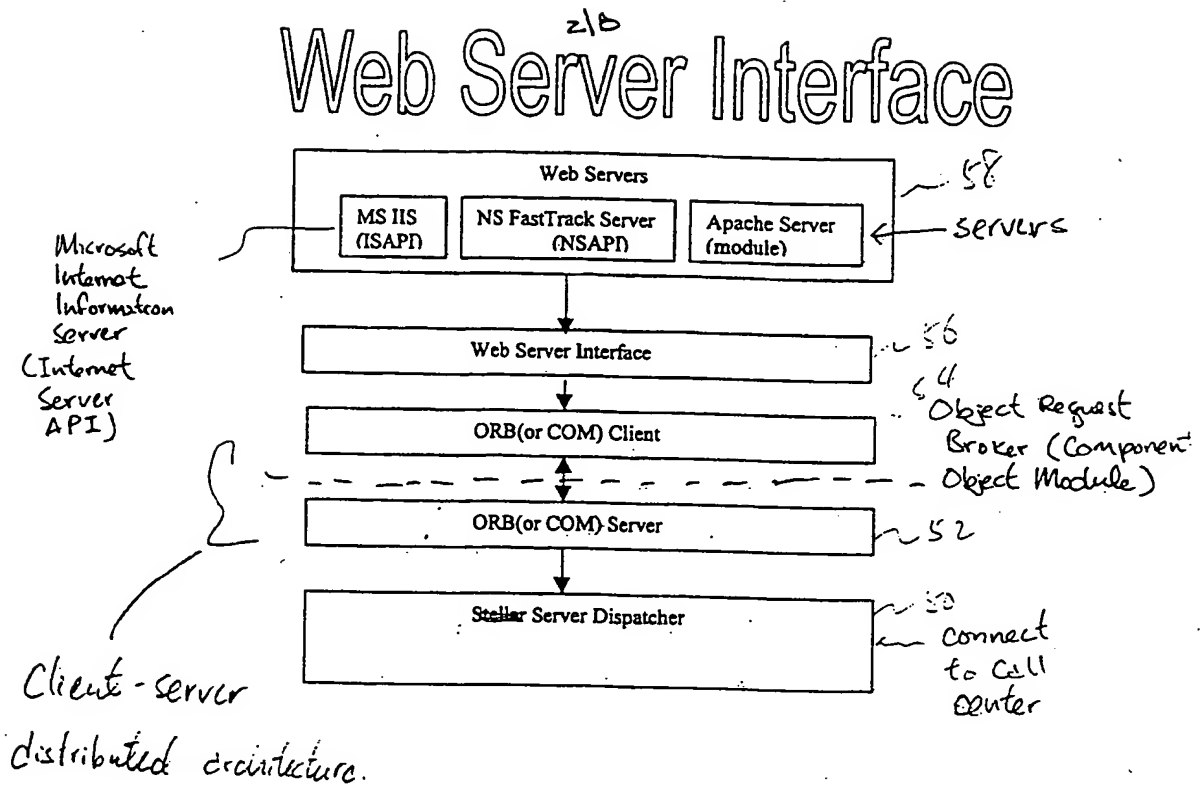 2/8
Web Server Interface
Web Servers
58
MS IIS
(ISAPI)
NS FastTrack Server
(NSAPI)
Apache Server
(module)
servers
Microsoft
Internet
Information
server
(Internet
Server
API)
Web Server Interface
56
54
ORB(or COM) Client
Object Request
Broker (Component
Object Module)
ORB(or COM) Server
52
Stellar Server Dispatcher
50
connect
to Call
center
Client-server
distributed architecture.